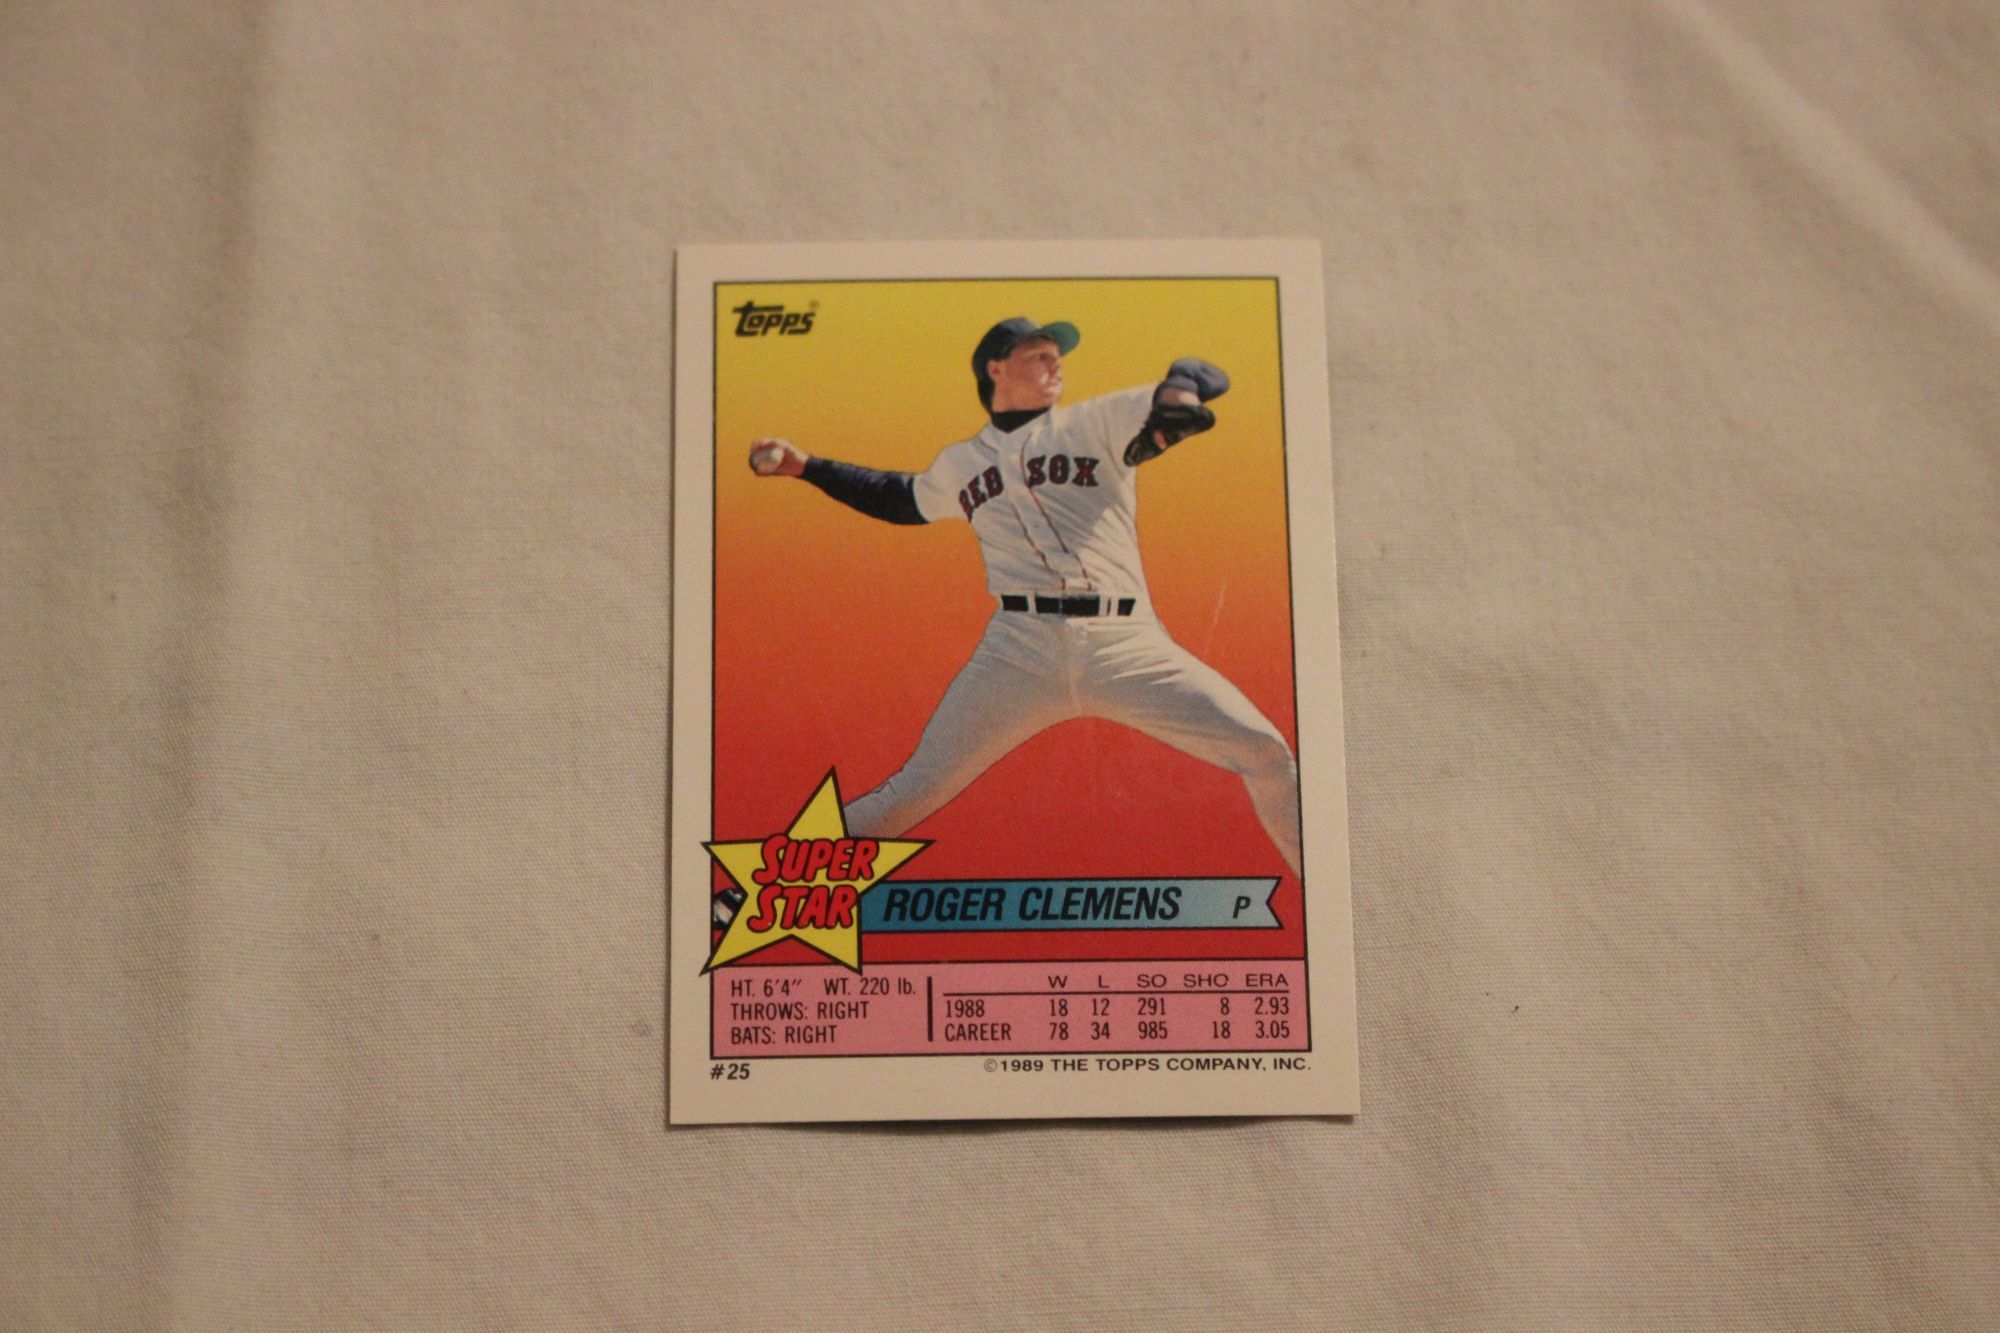 topps®
RED SOX
SUPER
STAR
ROGER CLEMENS P
HT. 6'4" WT. 220 lb.
THROWS: RIGHT
BATS: RIGHT
W L SO SHO ERA
1988 18 12 291 8 2.93
CAREER 78 34 985 18 3.05
#25
©1989 THE TOPPS COMPANY, INC.